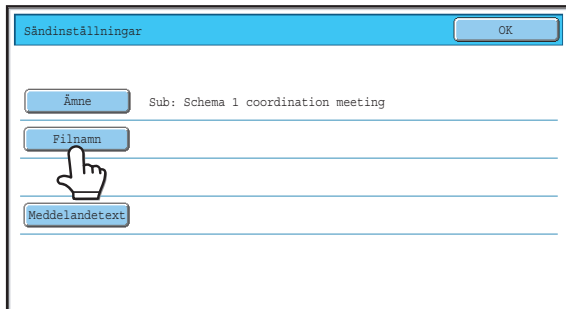 Sändinställningar
OK
Ämne
Sub: Schema 1 coordination meeting
Filnamn
Meddelandetext